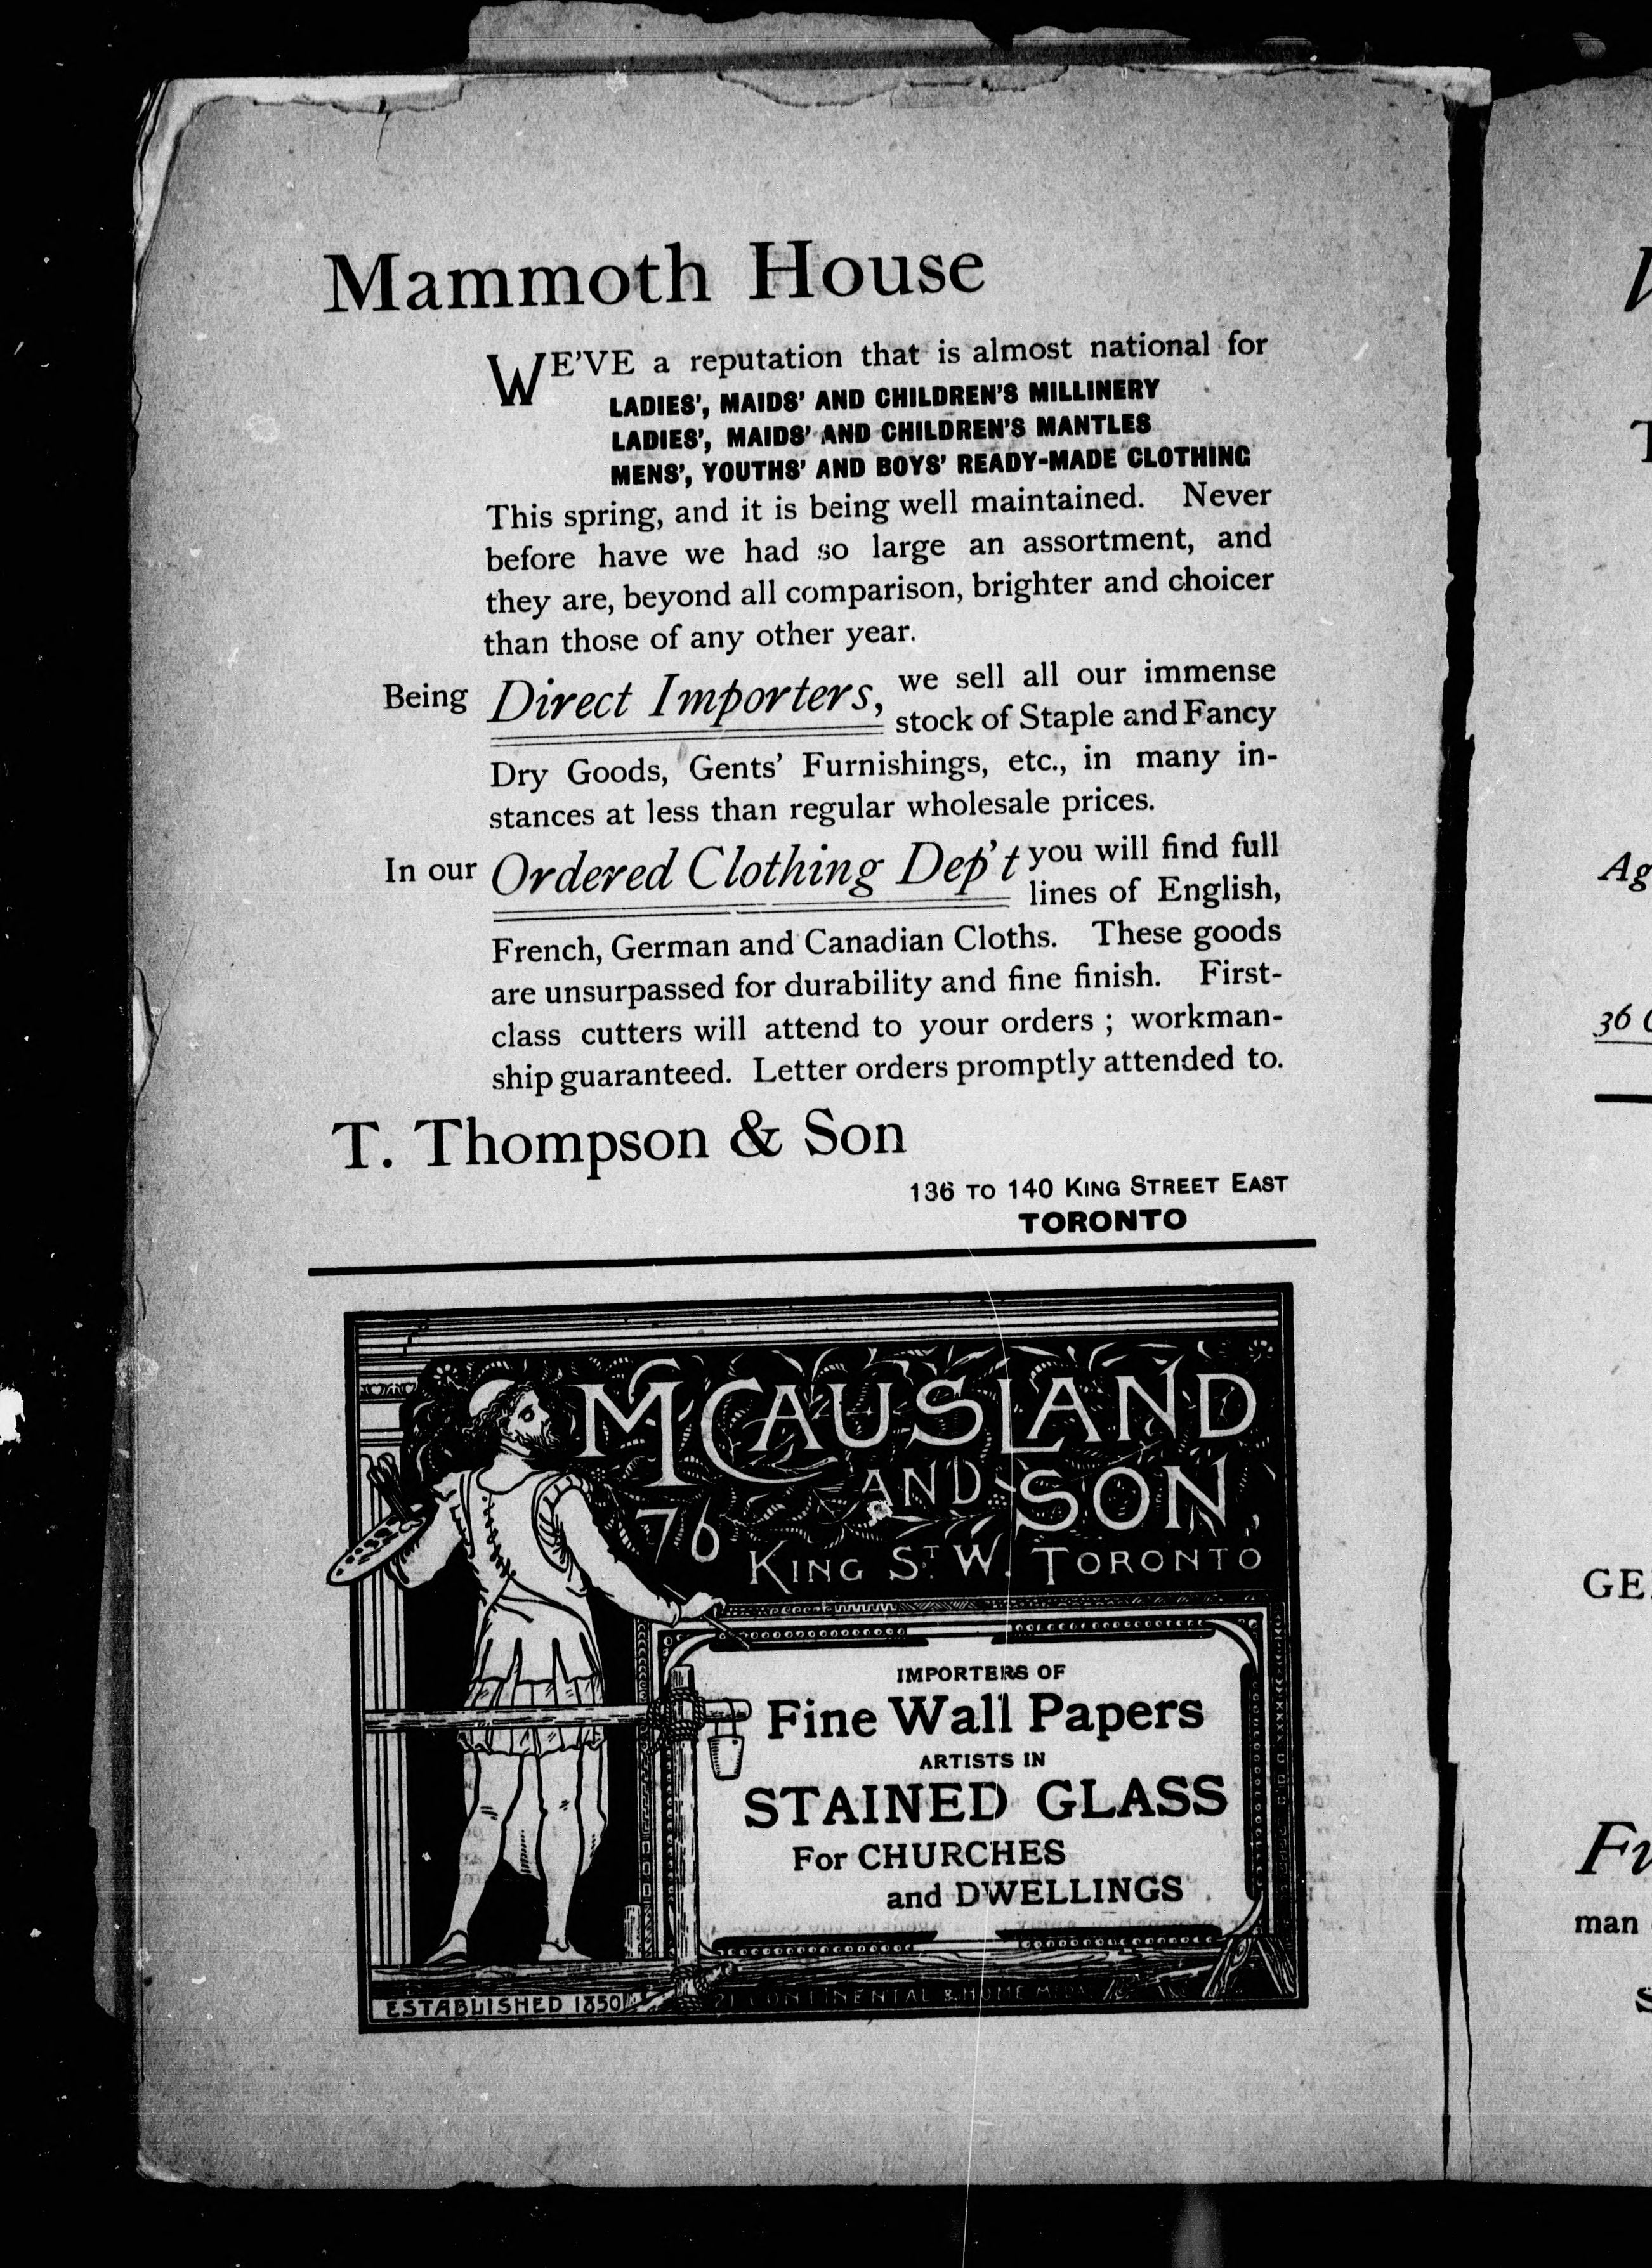 Mammoth House
WE'VE a reputation that is almost national for
LADIES', MAIDS' AND CHILDREN'S MILLINERY
LADIES', MAIDS' AND CHILDREN'S MANTLES
MENS', YOUTHS' AND BOYS' READY-MADE CLOTHING
This spring, and it is being well maintained. Never
before have we had so large an assortment, and
they are, beyond all comparison, brighter and choicer
than those of any other year.
Being Direct Importers, we sell all our immense
stock of Staple and Fancy
Dry Goods, Gents' Furnishings, etc., in many in-
stances at less than regular wholesale prices.
In our Ordered Clothing Dep't you will find full
lines of English,
French, German and Canadian Cloths. These goods
are unsurpassed for durability and fine finish. First-
class cutters will attend to your orders ; workman-
ship guaranteed. Letter orders promptly attended to.
T. Thompson & Son
136 TO 140 KING STREET EAST
TORONTO
MCCAUSLAND
AND SON,
76 KING ST. W. TORONTO
IMPORTERS OF
Fine Wall Papers
ARTISTS IN
STAINED GLASS
For CHURCHES
and DWELLINGS
ESTABLISHED 1850
CONTINENTAL & HOME
Ag
36
GE
man